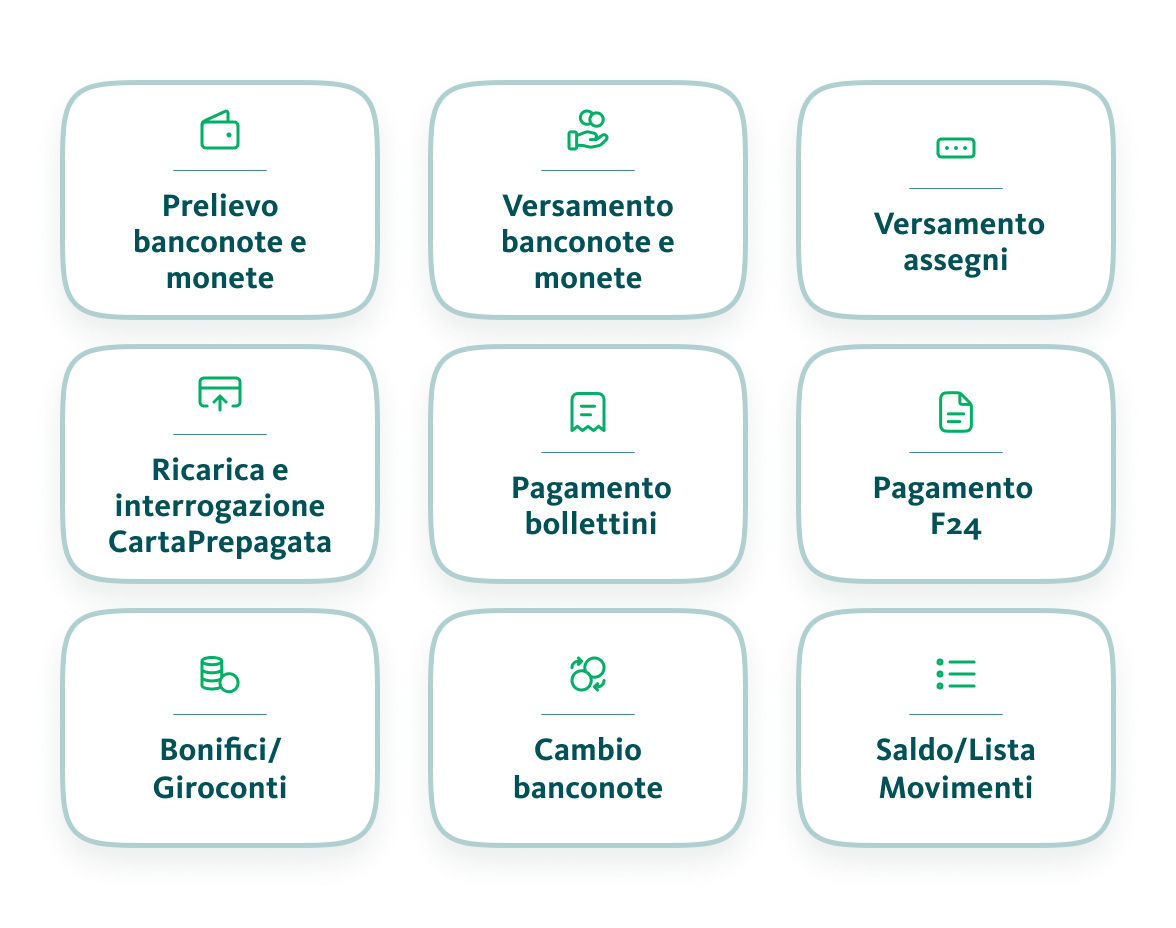 Prelievo
banconote e
monete
Versamento
banconote e
monete
Versamento
assegni
Ricarica e
interrogazione
CartaPrepagata
Pagamento
bollettini
Pagamento
F24
Bonifici/
Giroconti
Cambio
banconote
Saldo/Lista
Movimenti